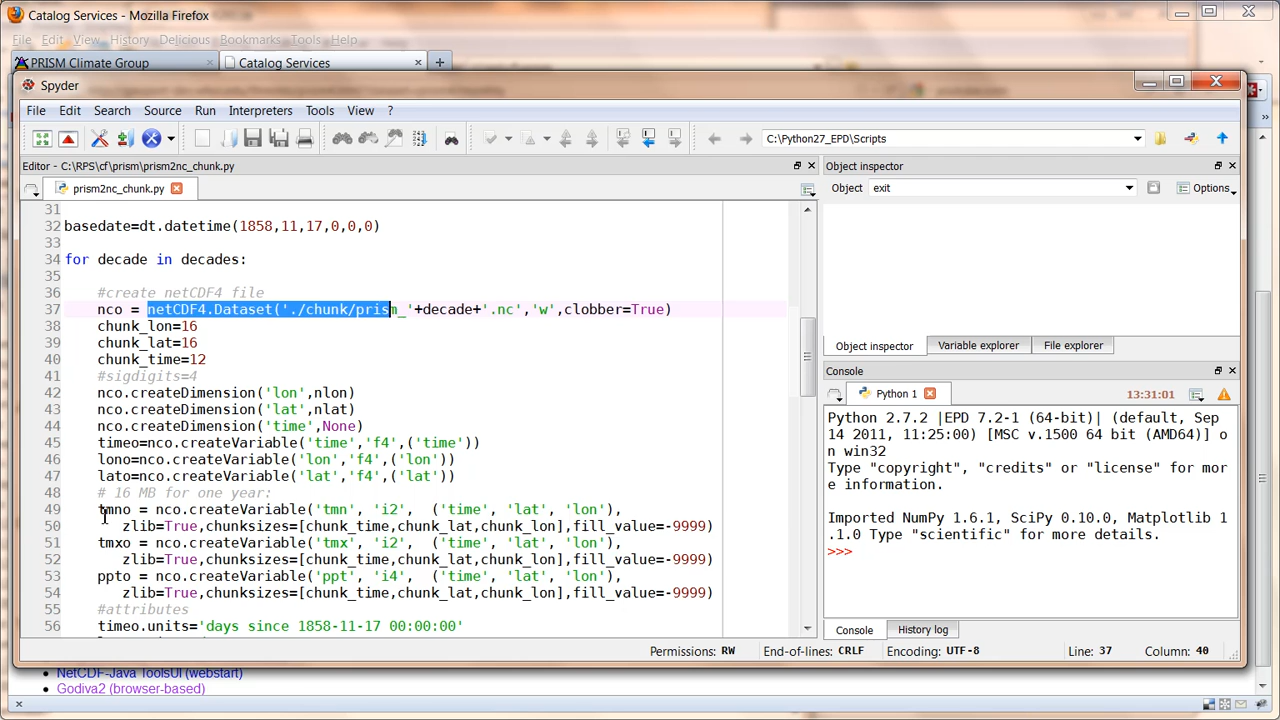 Catalog Services - Mozilla Firefox
File Edit View History Delicious Bookmarks Tools Help
PRISM Climate Group
Catalog Services
Spyder
File Edit Search Source Run Interpreters Tools View ?
C:\Python27_EPD\Scripts
Editor - C:\RPS\cf\prism\prism2nc_chunk.py
prism2nc_chunk.py
31
32 basedate=dt.datetime(1858,11,17,0,0,0)
33
34 for decade in decades:
35
36 #create netCDF4 file
37 nco = netCDF4.Dataset('./chunk/prism_'+decade+'.nc','w',clobber=True)
38 chunk_lon=16
39 chunk_lat=16
40 chunk_time=12
41 #sigdigits=4
42 nco.createDimension('lon',nlon)
43 nco.createDimension('lat',nlat)
44 nco.createDimension('time',None)
45 timeo=nco.createVariable('time','f4',('time'))
46 lono=nco.createVariable('lon','f4',('lon'))
47 lato=nco.createVariable('lat','f4',('lat'))
48 # 16 MB for one year:
49 tmno = nco.createVariable('tmn', 'i2', ('time', 'lat', 'lon'),
50 zlib=True,chunksizes=[chunk_time,chunk_lat,chunk_lon],fill_value=-9999)
51 tmxo = nco.createVariable('tmx', 'i2', ('time', 'lat', 'lon'),
52 zlib=True,chunksizes=[chunk_time,chunk_lat,chunk_lon],fill_value=-9999)
53 ppto = nco.createVariable('ppt', 'i4', ('time', 'lat', 'lon'),
54 zlib=True,chunksizes=[chunk_time,chunk_lat,chunk_lon],fill_value=-9999)
55 #attributes
56 timeo.units='days since 1858-11-17 00:00:00'
Object inspector
Object exit Options
Object inspector Variable explorer File explorer
Console
Python 1 13:31:01
Python 2.7.2 |EPD 7.2-1 (64-bit)| (default, Sep
14 2011, 11:25:00) [MSC v.1500 64 bit (AMD64)] o
n win32
Type "copyright", "credits" or "license" for mor
e information.
Imported NumPy 1.6.1, SciPy 0.10.0, Matplotlib 1
.1.0 Type "scientific" for more details.
>>>
Console History log
Permissions: RW End-of-lines: CRLF Encoding: UTF-8 Line: 37 Column: 40
NetCDF-Java ToolsUI (webstart)
Godiva2 (browser-based)